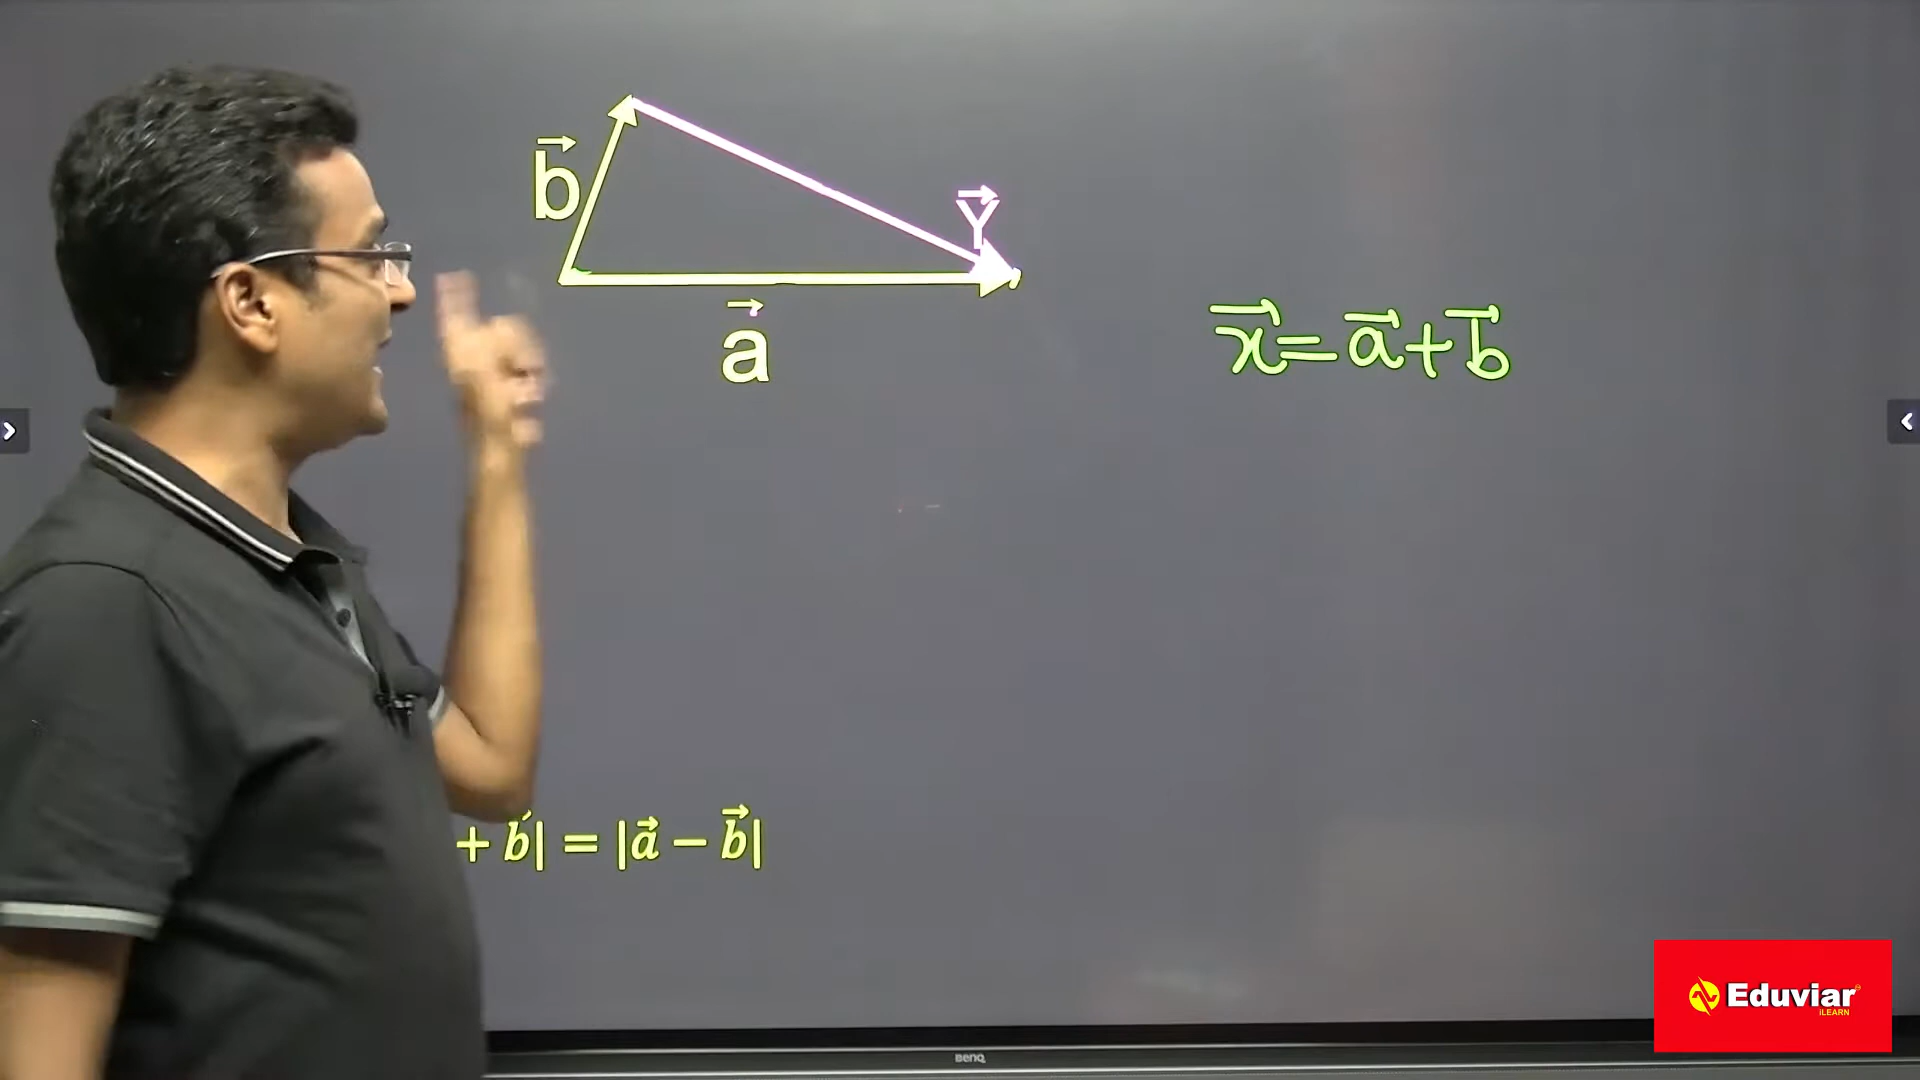 b⃗
Y⃗
a⃗
x⃗ = a⃗ + b⃗
+ b⃗| = |a⃗ − b⃗|
Eduviar
iLEARN
BenQ